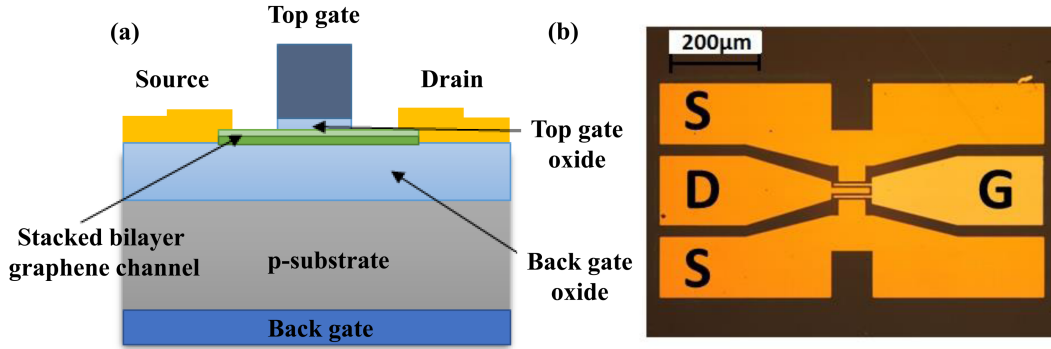 (a)
Top gate
Source
Drain
Top gate
oxide
Stacked bilayer
graphene channel
p-substrate
Back gate
oxide
Back gate
(b)
200μm
S
D
G
S